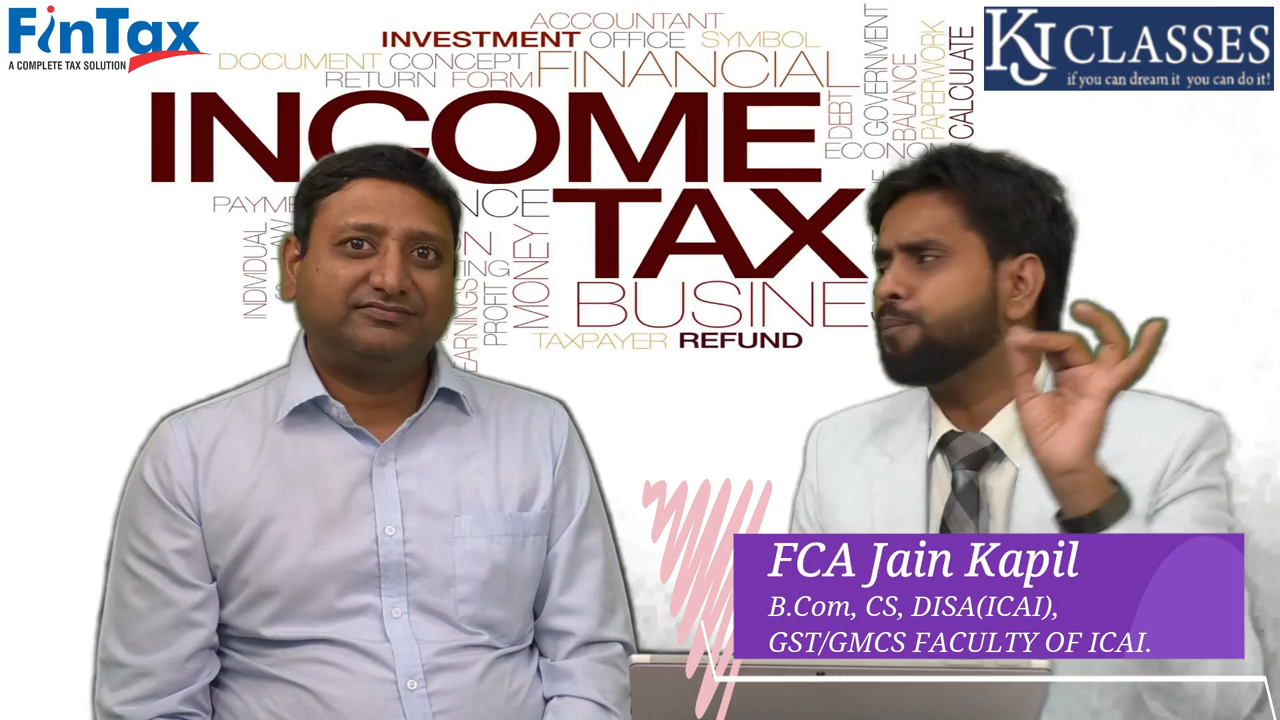 FinTax
A COMPLETE TAX SOLUTION
KJ CLASSES
if you can dream it you can do it!
ACCOUNTANT
INVESTMENT OFFICE SYMBOL
DOCUMENT CONCEPT FINANCIAL
RETURN FORM
INCOME
TAX
DEBT
GOVERNMENT
BALANCE
PAPERWORK
CALCULATE
ECONOMY
INDIVIDUAL
MONEY
PROFIT
BUSINE
TAXPAYER REFUND
FCA Jain Kapil
B.Com, CS, DISA(ICAI),
GST/GMCS FACULTY OF ICAI.